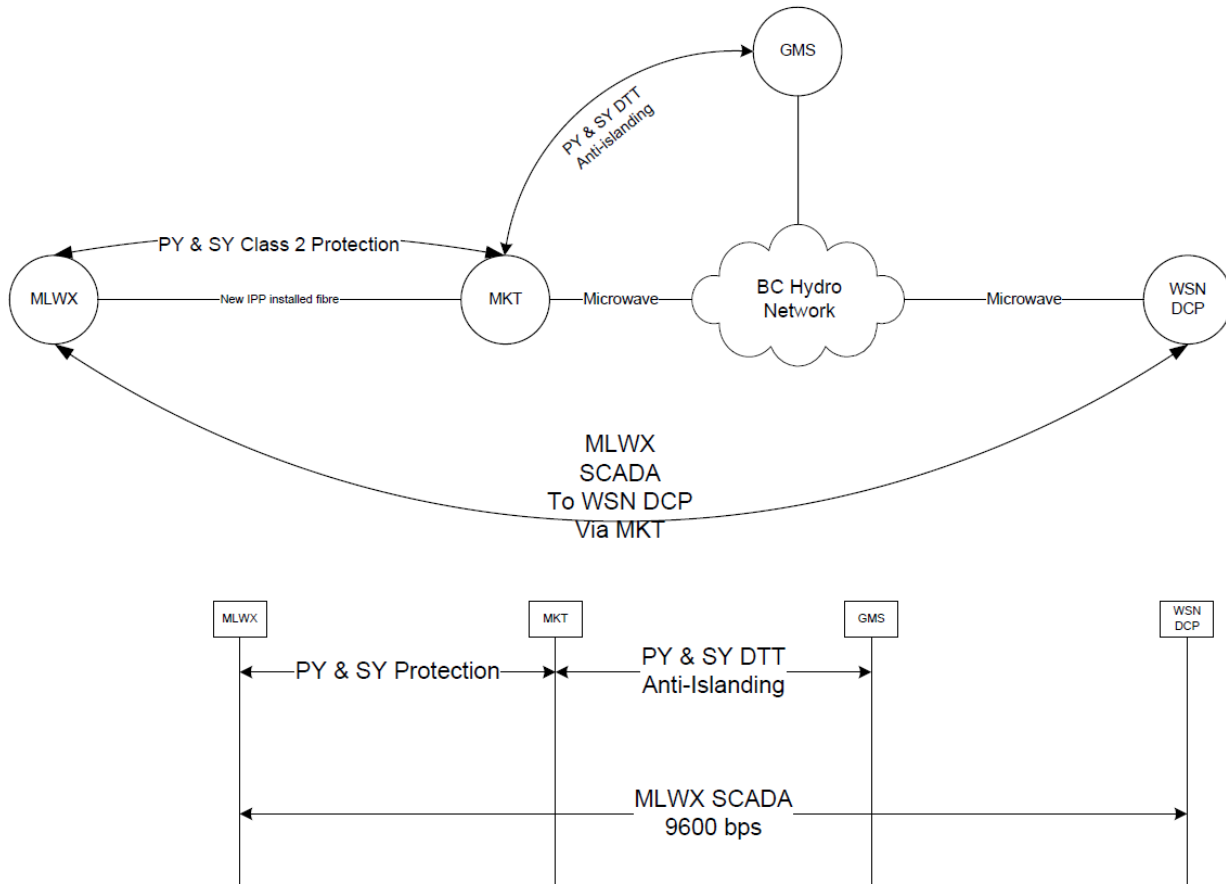 GMS
PY & SY DTT
Anti-islanding
PY & SY Class 2 Protection
MLWX
New IPP installed fibre
MKT
Microwave
BC Hydro
Network
Microwave
WSN
DCP
MLWX
SCADA
To WSN DCP
Via MKT
MLWX
MKT
GMS
WSN
DCP
PY & SY Protection
PY & SY DTT
Anti-Islanding
MLWX SCADA
9600 bps